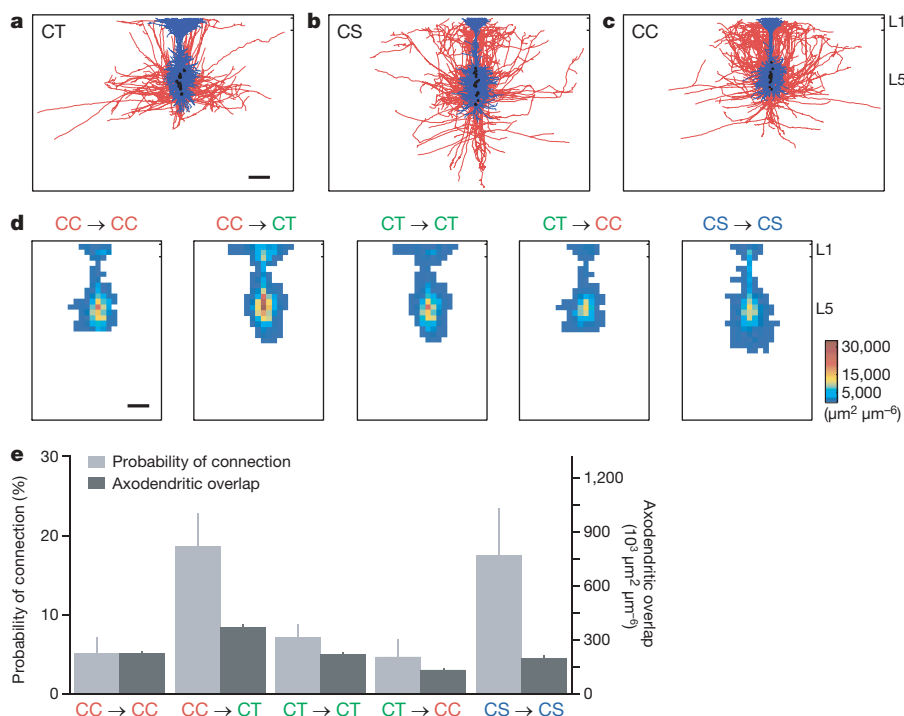 a CT
b CS
c CC
L1
L5
d
CC → CC
CC → CT
CT → CT
CT → CC
CS → CS
L1
L5
30,000
15,000
5,000
(µm² µm⁻⁶)
e
Probability of connection
Axodendritic overlap
Probability of connection (%)
30
20
10
0
1,200
900
600
300
0
Axodendritic overlap
(10³ µm² µm⁻⁶)
CC → CC
CC → CT
CT → CT
CT → CC
CS → CS